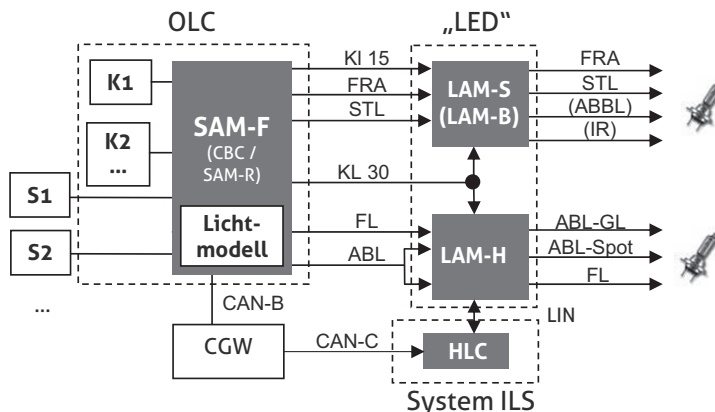 OLC
„LED“
K1
K2
...
S1
S2
...
SAM-F
(CBC /
SAM-R)
Licht-
modell
KI 15
FRA
STL
KL 30
FL
ABL
LAM-S
(LAM-B)
LAM-H
FRA
STL
(ABBL)
(IR)
ABL-GL
ABL-Spot
FL
CAN-B
LIN
CGW
CAN-C
HLC
System ILS